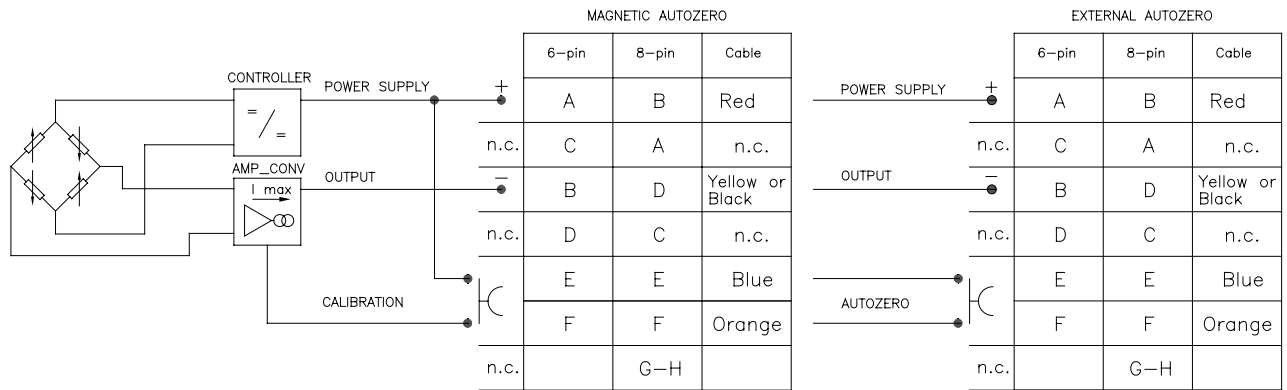 MAGNETIC AUTOZERO
6-pin 8-pin Cable
CONTROLLER
= / =
POWER SUPPLY + A B Red
n.c. C A n.c.
AMP_CONV
I max
OUTPUT − B D Yellow or Black
n.c. D C n.c.
E E Blue
CALIBRATION
F F Orange
n.c. G-H
EXTERNAL AUTOZERO
6-pin 8-pin Cable
POWER SUPPLY + A B Red
n.c. C A n.c.
OUTPUT − B D Yellow or Black
n.c. D C n.c.
E E Blue
AUTOZERO
F F Orange
n.c. G-H